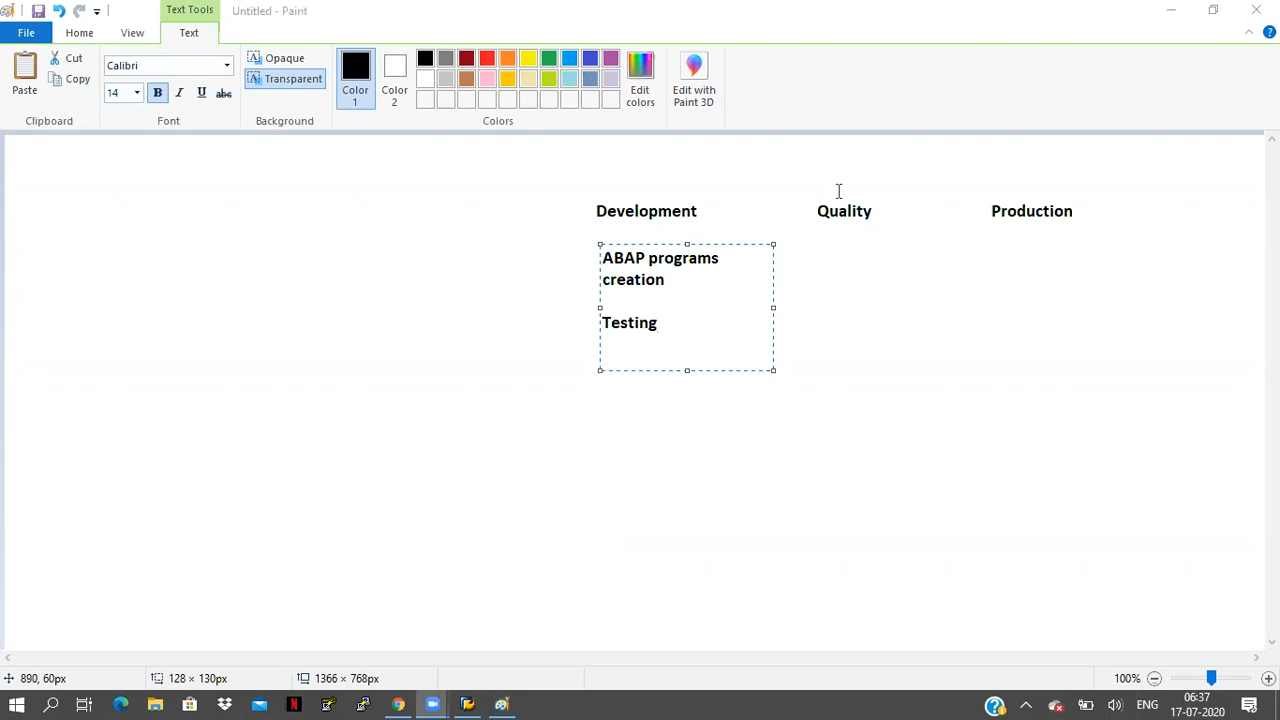 Text Tools
Untitled - Paint
File
Home
View
Text
Paste
Cut
Copy
Clipboard
Calibri
14
B
I
U
abc
Font
Opaque
Transparent
Background
Color
1
Color
2
Edit
colors
Colors
Edit with
Paint 3D
Development
Quality
Production
ABAP programs
creation
Testing
890, 60px
128 × 130px
1366 × 768px
100%
ENG
06:37
17-07-2020